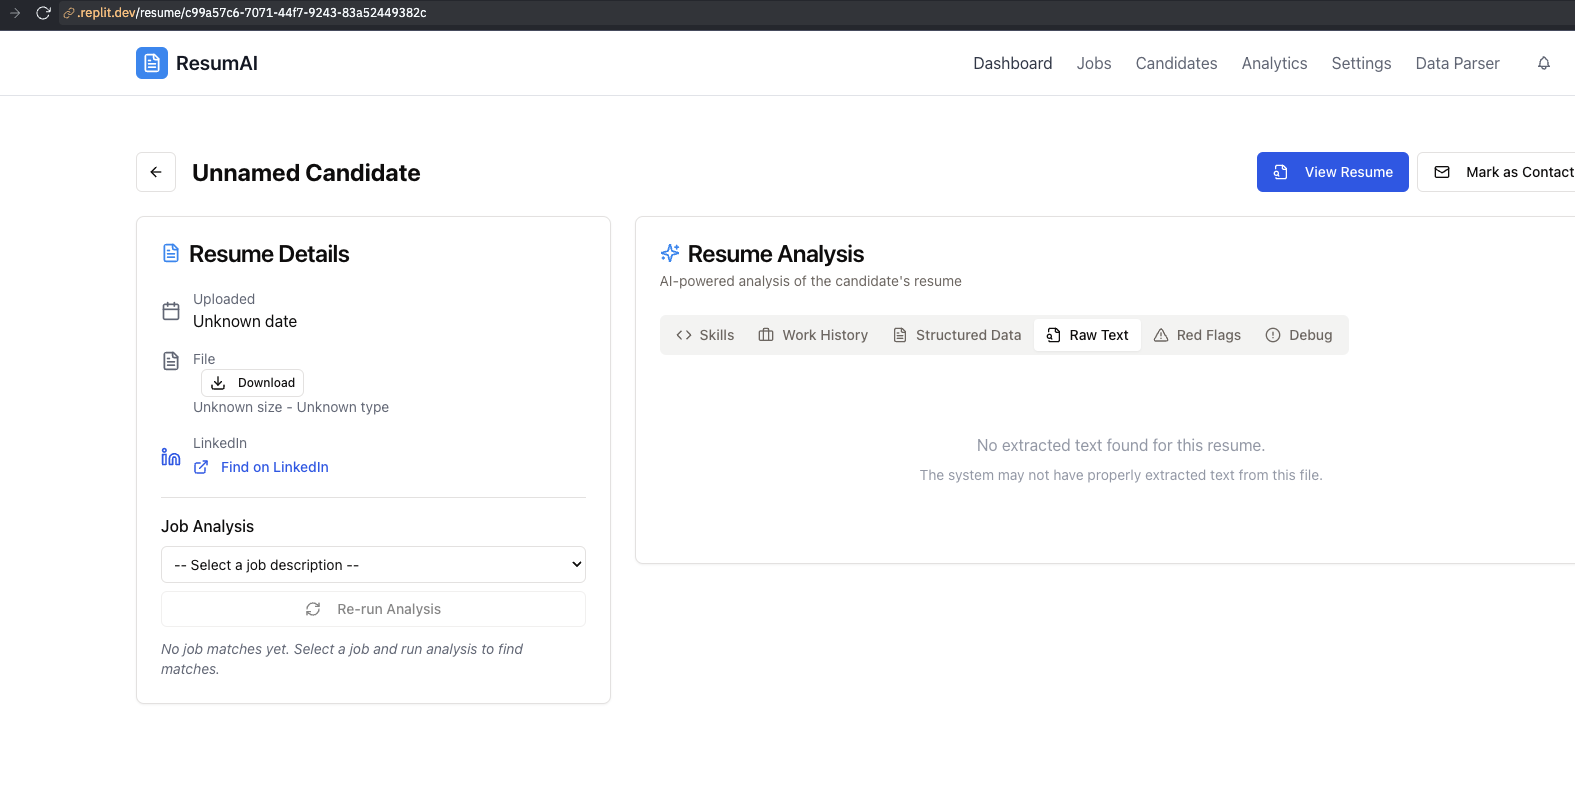 .replit.dev/resume/c99a57c6-7071-44f7-9243-83a52449382c
ResumAI
Dashboard Jobs Candidates Analytics Settings Data Parser
Unnamed Candidate
View Resume
Mark as Contact
Resume Details
Uploaded
Unknown date
File
Download
Unknown size - Unknown type
LinkedIn
Find on LinkedIn
Job Analysis
-- Select a job description --
Re-run Analysis
No job matches yet. Select a job and run analysis to find
matches.
Resume Analysis
AI-powered analysis of the candidate's resume
Skills Work History Structured Data Raw Text Red Flags Debug
No extracted text found for this resume.
The system may not have properly extracted text from this file.